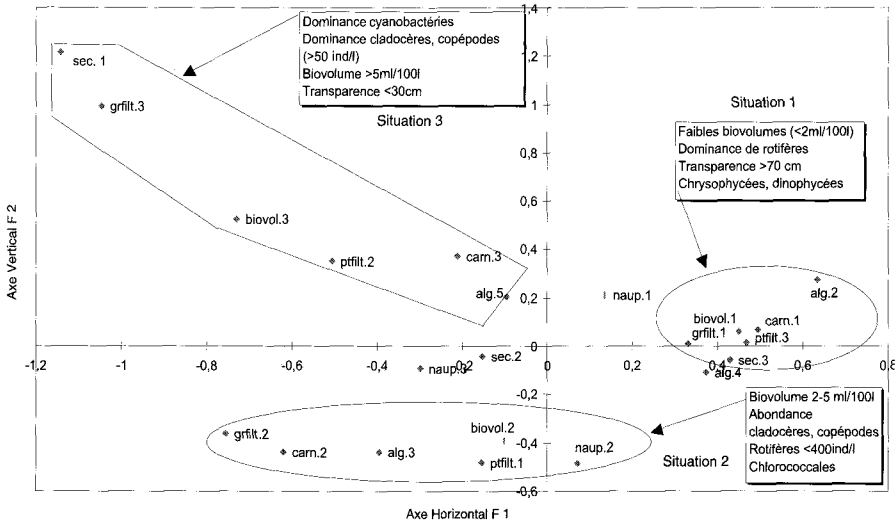 1,4
Dominance cyanobactéries
Dominance cladocères, copépodes
(>50 ind/l)
Biovolume >5ml/100l
Transparence <30cm
1,2
sec. 1
grfilt.3
Situation 3
1
Situation 1
Faibles biovolumes (<2ml/100l)
Dominance de rotifères
Transparence >70 cm
Chrysophycées, dinophycées
0,8
0,6
biovol.3
0,4
carn.3
ptfilt.2
alg.5
0,2
naup.1
alg.2
biovol.1
carn.1
grfilt.1
ptfilt.3
0
sec.2
sec.3
naup.3
alg.4
-1,2
-1
-0,8
-0,6
-0,4
-0,2
0
0,2
0,4
0,6
0,8
-0,2
Biovolume 2-5 ml/100l
Abondance
cladocères, copépodes
Rotifères <400ind/l
Chlorococcales
grfilt.2
carn.2
alg.3
biovol.2
-0,4
ptfilt.1
naup.2
Situation 2
-0,6
Axe Vertical F 2
Axe Horizontal F 1